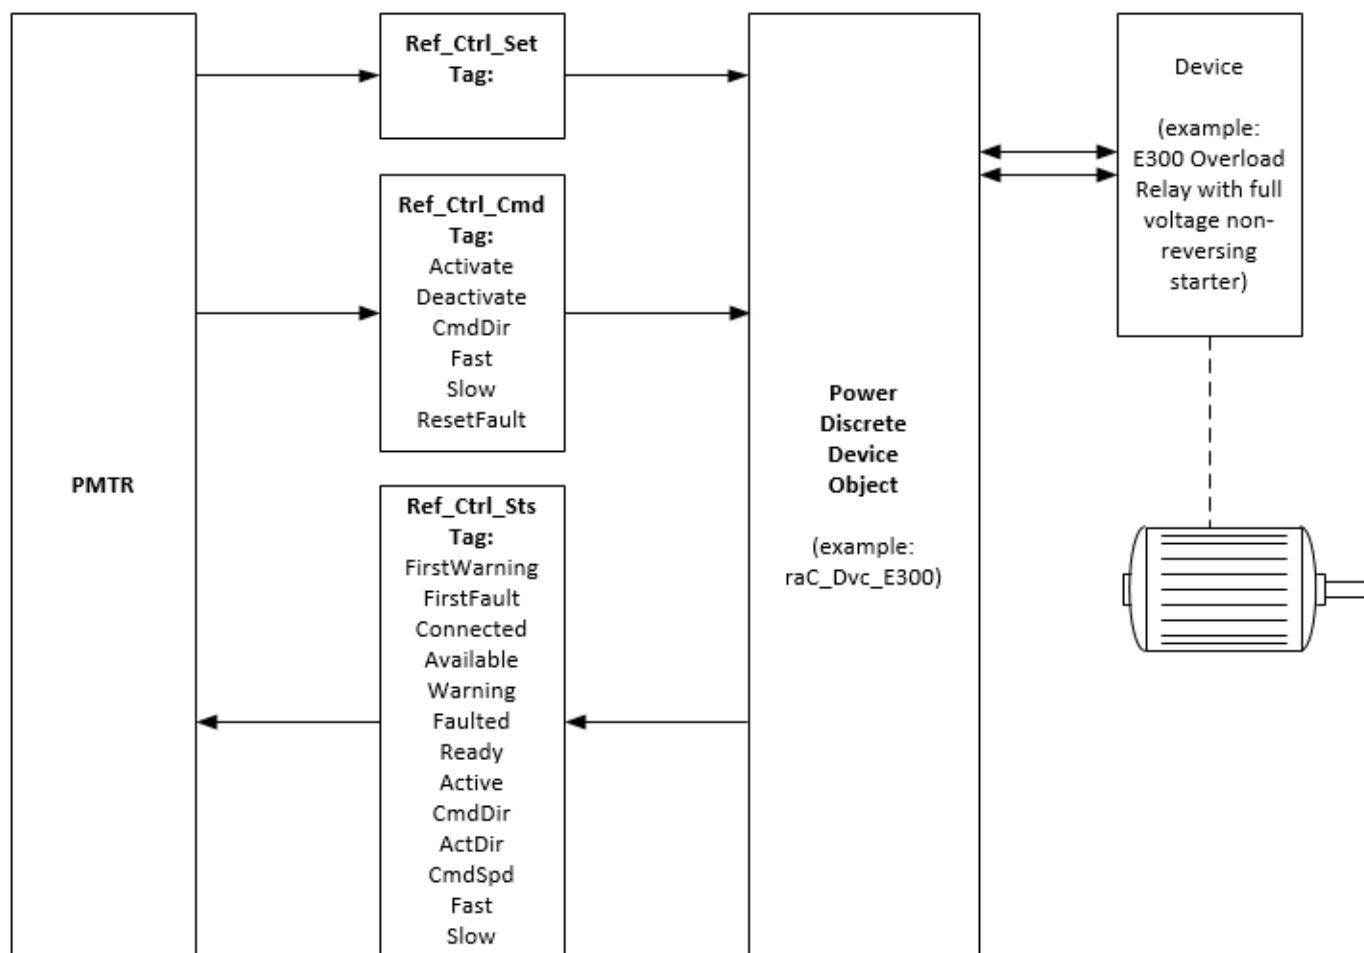 PMTR
Ref_Ctrl_Set
Tag:
Ref_Ctrl_Cmd
Tag:
Activate
Deactivate
CmdDir
Fast
Slow
ResetFault
Ref_Ctrl_Sts
Tag:
FirstWarning
FirstFault
Connected
Available
Warning
Faulted
Ready
Active
CmdDir
ActDir
CmdSpd
Fast
Slow
Power
Discrete
Device
Object
(example:
raC_Dvc_E300)
Device
(example:
E300 Overload
Relay with full
voltage non-
reversing
starter)